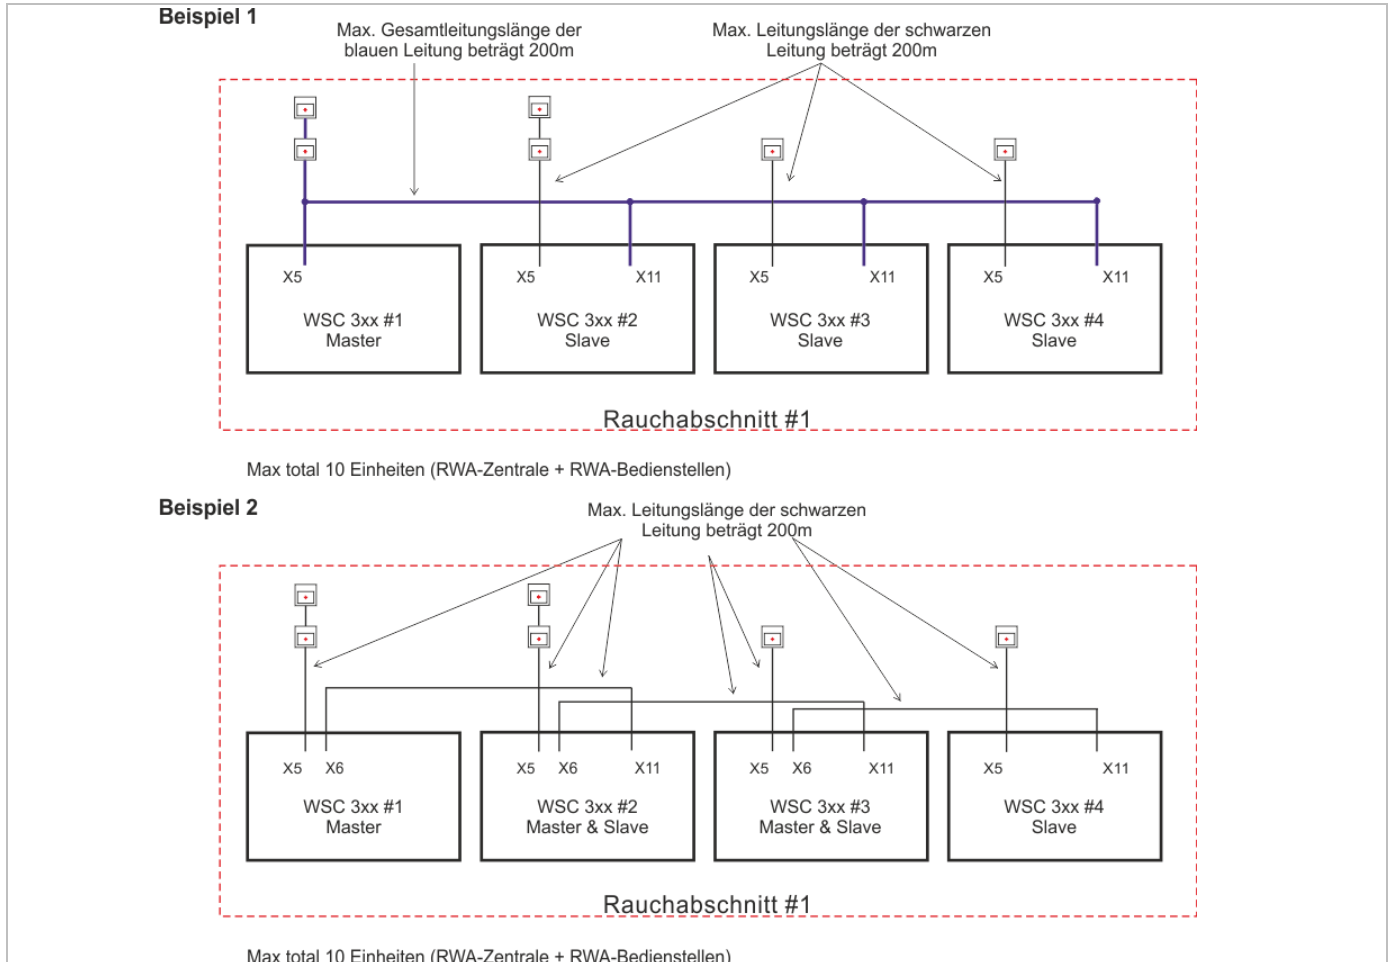 Beispiel 1
Max. Gesamtleitungslänge der
blauen Leitung beträgt 200m
Max. Leitungslänge der schwarzen
Leitung beträgt 200m
X5
X5
X11
X5
X11
X5
X11
WSC 3xx #1
Master
WSC 3xx #2
Slave
WSC 3xx #3
Slave
WSC 3xx #4
Slave
Rauchabschnitt #1
Max total 10 Einheiten (RWA-Zentrale + RWA-Bedienstellen)
Beispiel 2
Max. Leitungslänge der schwarzen
Leitung beträgt 200m
X5 X6
X5 X6
X11
X5 X6
X11
X5
X11
WSC 3xx #1
Master
WSC 3xx #2
Master & Slave
WSC 3xx #3
Master & Slave
WSC 3xx #4
Slave
Rauchabschnitt #1
Max total 10 Einheiten (RWA-Zentrale + RWA-Bedienstellen)